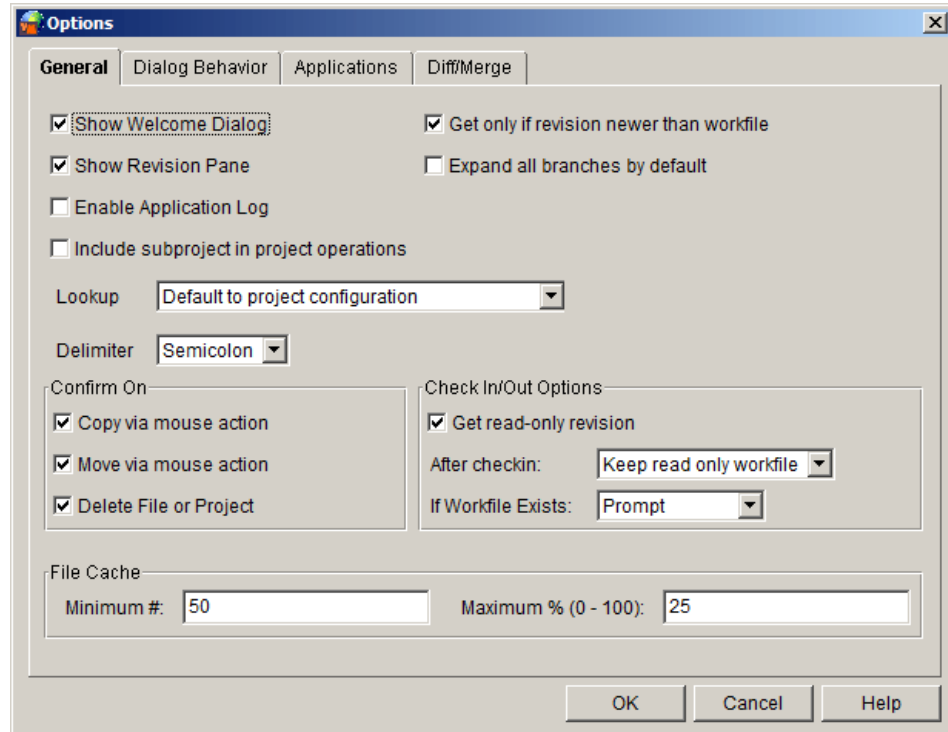 Options
General Dialog Behavior Applications Diff/Merge
Show Welcome Dialog Get only if revision newer than workfile
Show Revision Pane Expand all branches by default
Enable Application Log
Include subproject in project operations
Lookup Default to project configuration
Delimiter Semicolon
Confirm On
Copy via mouse action
Move via mouse action
Delete File or Project
Check In/Out Options
Get read-only revision
After checkin: Keep read only workfile
If Workfile Exists: Prompt
File Cache
Minimum #: 50 Maximum % (0 - 100): 25
OK Cancel Help